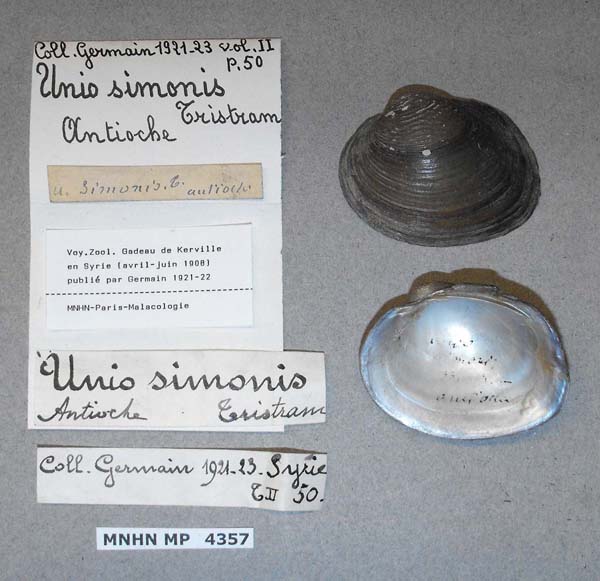 Coll. Germain 1921-23 vol. II
p. 50
Unio simonis
Tristram
Antioche
u. simonis. T.
antioche
Voy.Zool. Gadeau de Kerville
en Syrie (avril-juin 1908)
publié par Germain 1921-22
MNHN-Paris-Malacologie
Unio simonis
Antioche Tristram
Coll. Germain 1921-23. Syrie
T.II 50.
MNHN MP 4357